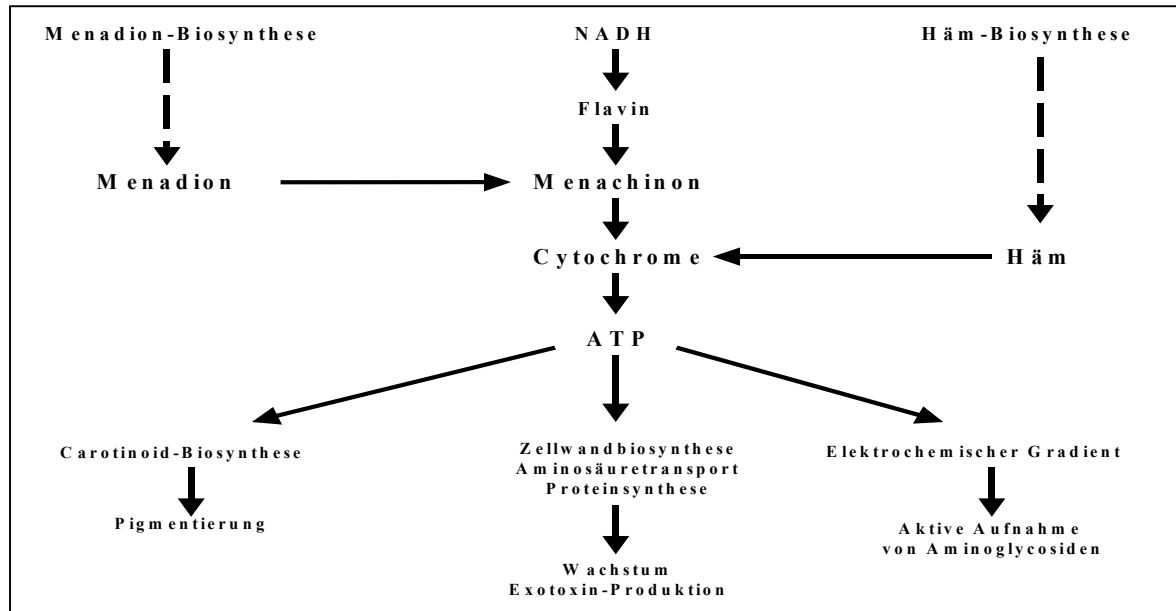 Menadion-Biosynthese
NADH
Häm-Biosynthese
Flavin
Menadion
Menachinon
Cytochrome
Häm
ATP
Carotinoid-Biosynthese
Zellwandbiosynthese
Aminosäuretransport
Proteinsynthese
Elektrochemischer Gradient
Pigmentierung
Aktive Aufnahme
von Aminoglycosiden
Wachstum
Exotoxin-Produktion